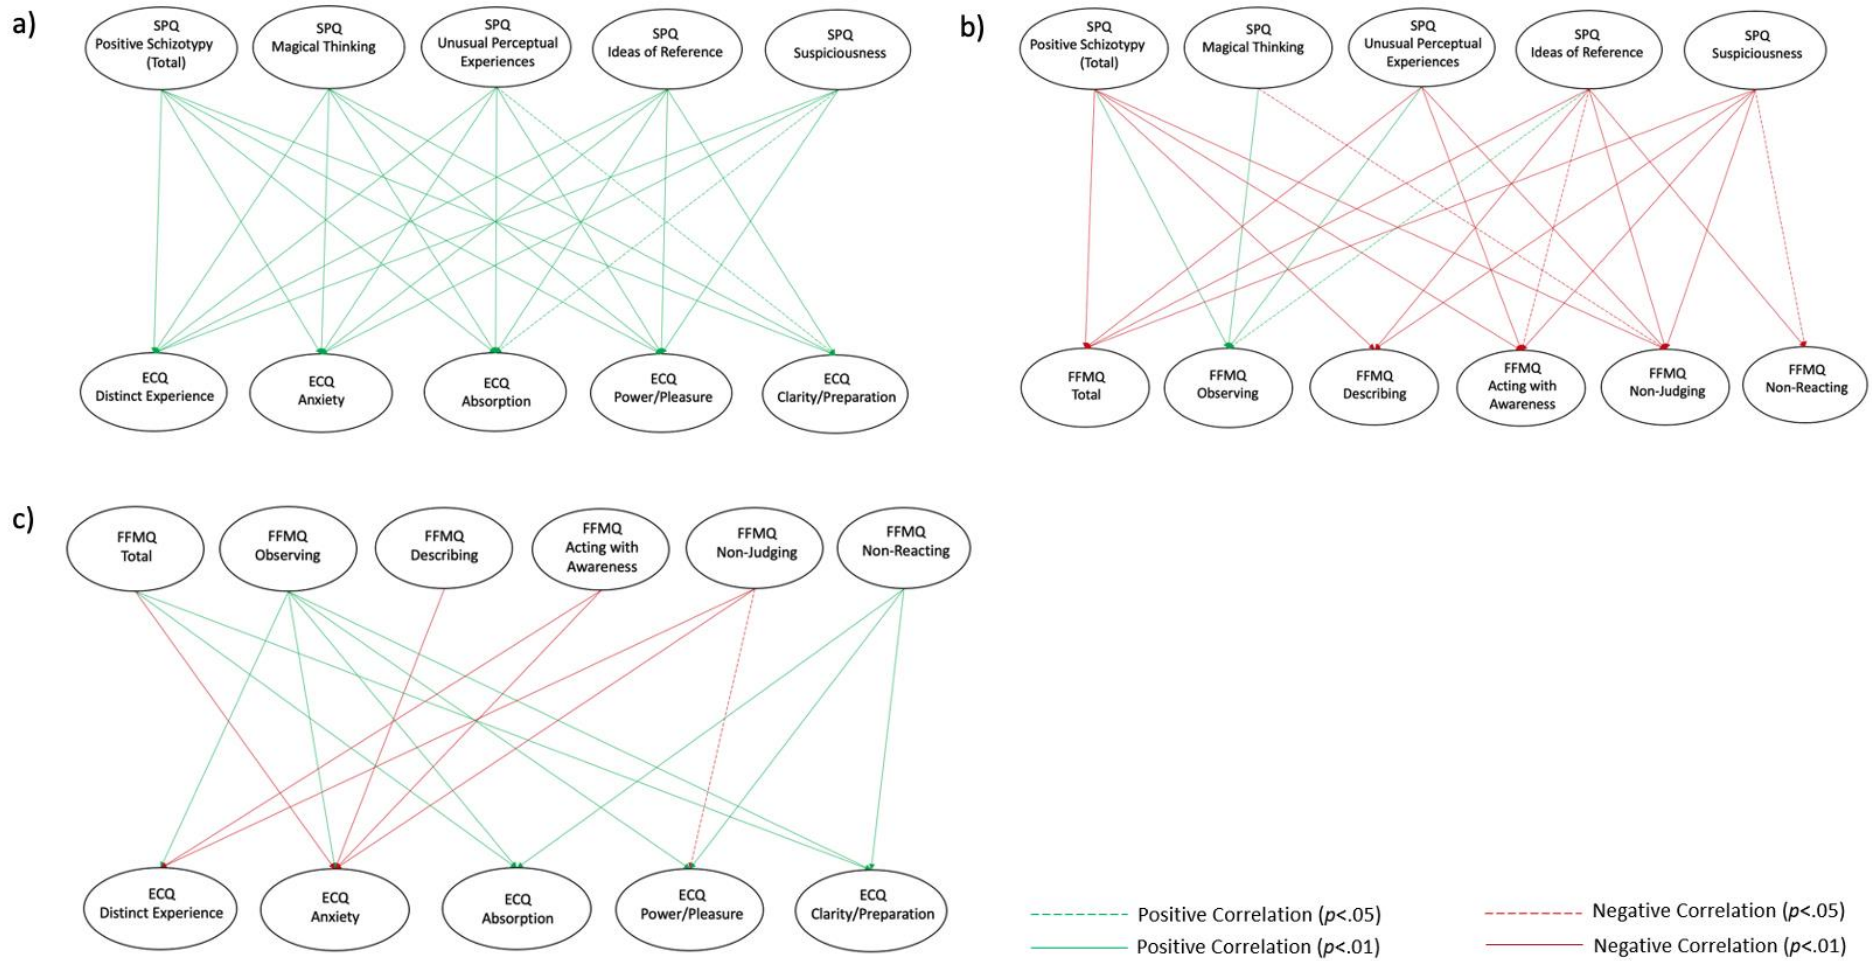 a)
SPQ
Positive Schizotypy
(Total)
SPQ
Magical Thinking
SPQ
Unusual Perceptual
Experiences
SPQ
Ideas of Reference
SPQ
Suspiciousness
ECQ
Distinct Experience
ECQ
Anxiety
ECQ
Absorption
ECQ
Power/Pleasure
ECQ
Clarity/Preparation
b)
SPQ
Positive Schizotypy
(Total)
SPQ
Magical Thinking
SPQ
Unusual Perceptual
Experiences
SPQ
Ideas of Reference
SPQ
Suspiciousness
FFMQ
Total
FFMQ
Observing
FFMQ
Describing
FFMQ
Acting with
Awareness
FFMQ
Non-Judging
FFMQ
Non-Reacting
c)
FFMQ
Total
FFMQ
Observing
FFMQ
Describing
FFMQ
Acting with
Awareness
FFMQ
Non-Judging
FFMQ
Non-Reacting
ECQ
Distinct Experience
ECQ
Anxiety
ECQ
Absorption
ECQ
Power/Pleasure
ECQ
Clarity/Preparation
Positive Correlation (p<.05)
Positive Correlation (p<.01)
Negative Correlation (p<.05)
Negative Correlation (p<.01)